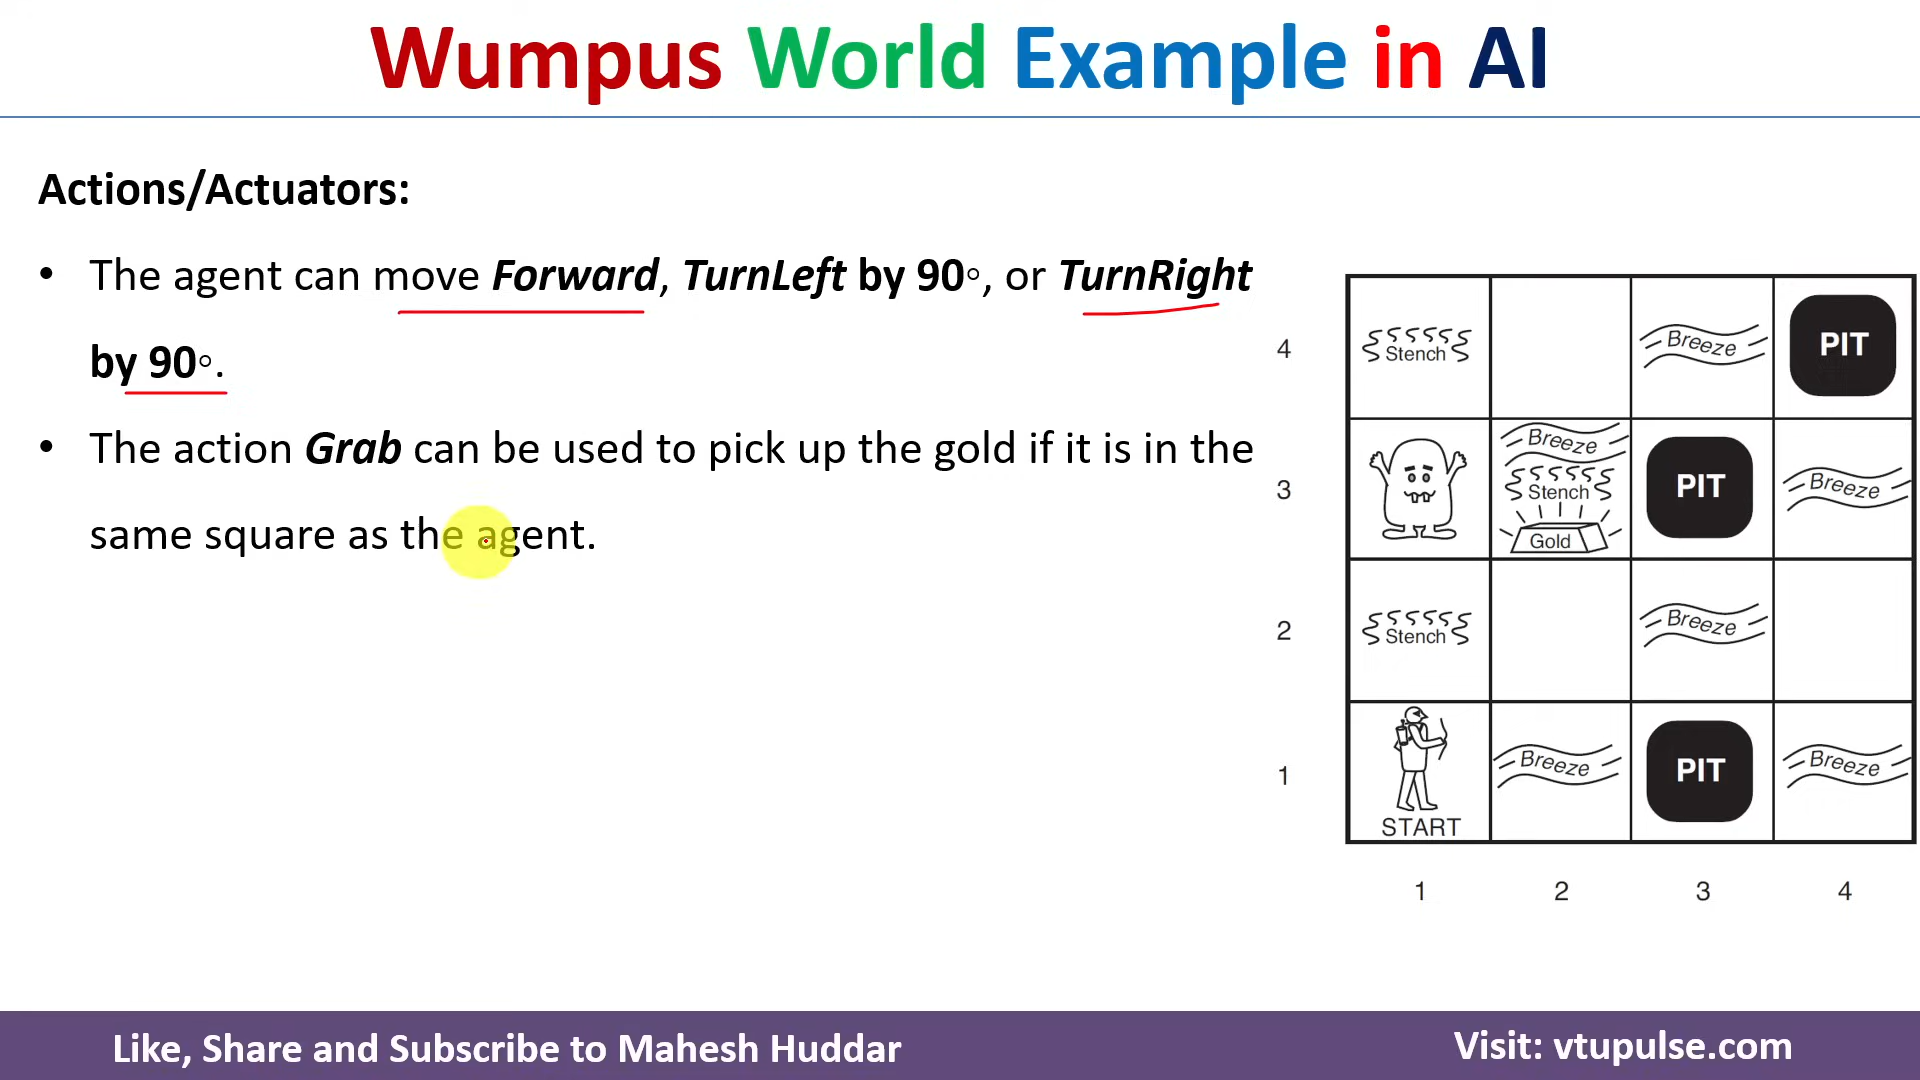 Wumpus World Example in AI
Actions/Actuators:
• The agent can move Forward, TurnLeft by 90◦, or TurnRight
by 90◦.
• The action Grab can be used to pick up the gold if it is in the
same square as the agent.
4 Stench Breeze PIT
Breeze
3 Stench PIT Breeze
Gold
2 Stench Breeze
1 Breeze PIT Breeze
START
1 2 3 4
Like, Share and Subscribe to Mahesh Huddar
Visit: vtupulse.com